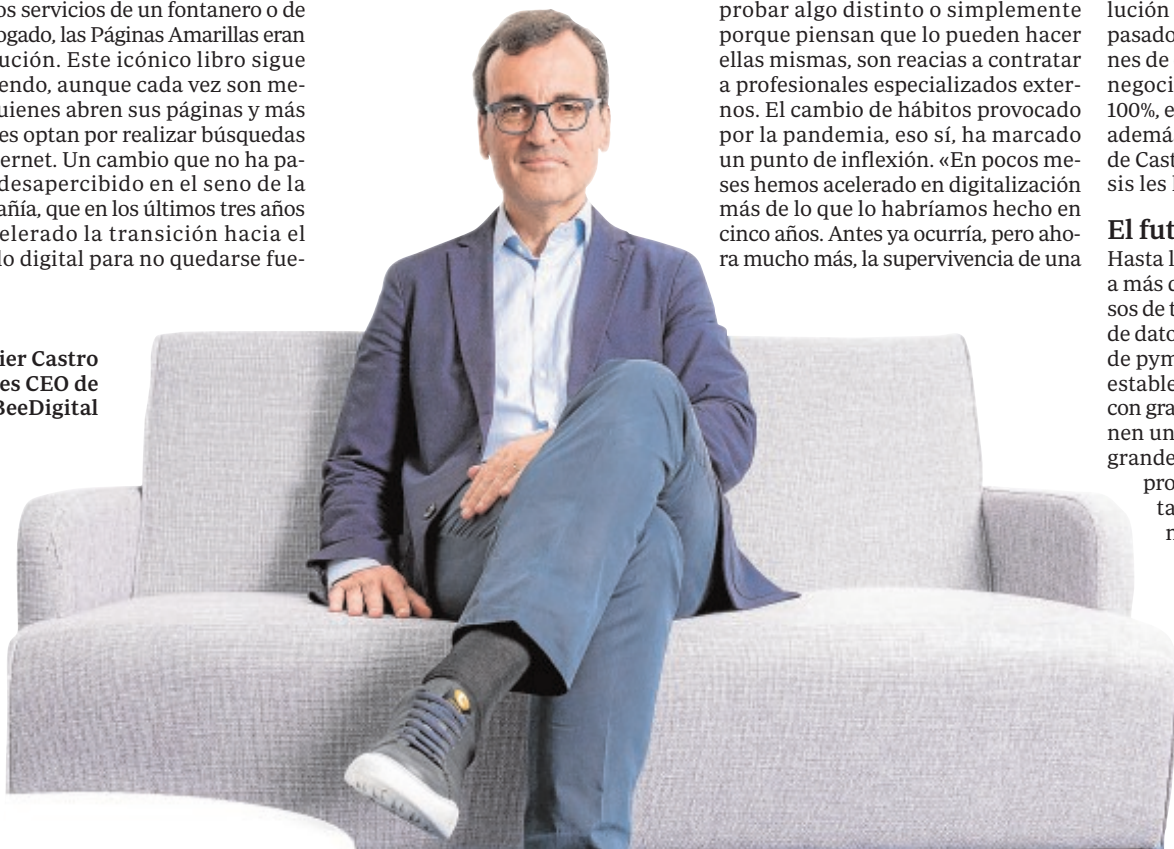 os servicios de un fontanero o de
ogado, las Páginas Amarillas eran
ución. Este icónico libro sigue
endo, aunque cada vez son me-
uienes abren sus páginas y más
es optan por realizar búsquedas
ernet. Un cambio que no ha pa-
desapercibido en el seno de la
añía, que en los últimos tres años
elerado la transición hacia el
lo digital para no quedarse fue-
ier Castro
es CEO de
BeeDigital
probar algo distinto o simplemente
porque piensan que lo pueden hacer
ellas mismas, son reacias a contratar
a profesionales especializados exter-
nos. El cambio de hábitos provocado
por la pandemia, eso sí, ha marcado
un punto de inflexión. «En pocos me-
ses hemos acelerado en digitalización
más de lo que lo habríamos hecho en
cinco años. Antes ya ocurría, pero aho-
ra mucho más, la supervivencia de una
lución
pasado
nes de
negoci
100%, e
además
de Cast
sis les l
El fut
Hasta l
a más d
sos de t
de dato
de pym
estable
con gra
nen un
grande
pro
ta
n